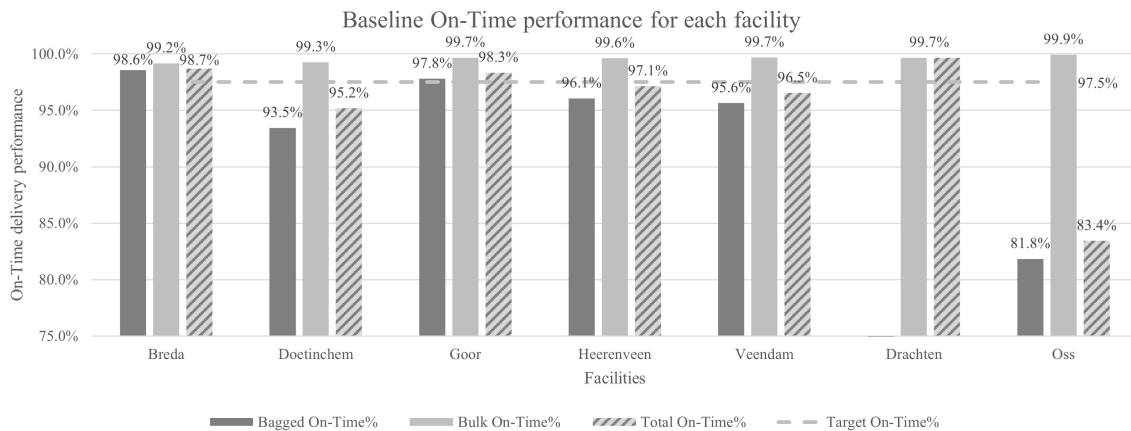 Baseline On-Time performance for each facility
On-Time delivery performance
100.0%
95.0%
90.0%
85.0%
80.0%
75.0%
98.6%
99.2%
98.7%
93.5%
99.3%
95.2%
97.8%
99.7%
98.3%
96.1%
99.6%
97.1%
95.6%
99.7%
96.5%
99.7%
81.8%
99.9%
83.4%
97.5%
Breda
Doetinchem
Goor
Heerenveen
Veendam
Drachten
Oss
Facilities
Bagged On-Time%
Bulk On-Time%
Total On-Time%
Target On-Time%